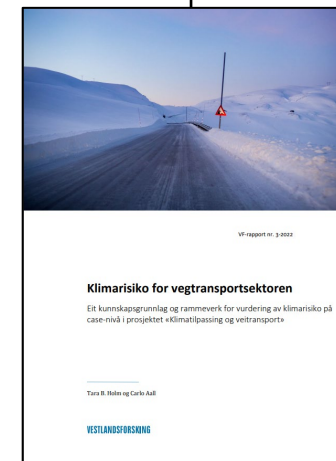 VF-rapport nr. 3-2022
Klimarisiko for vegtransportsektoren
Eit kunnskapsgrunnlag og rammeverk for vurdering av klimarisiko på
case-nivå i prosjektet «Klimatilpassing og veitransport»
Tara B. Holm og Carlo Aall
VESTLANDSFORSKING